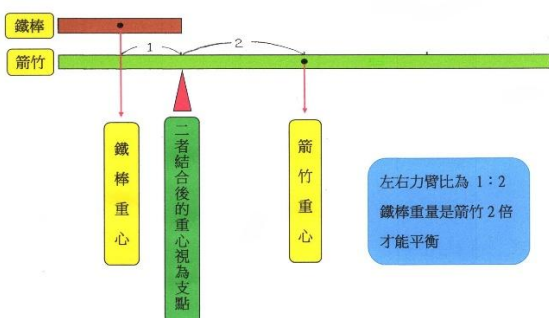 鐵棒
1
2
箭竹
鐵棒重心
二者結合後的重心視為支點
箭竹重心
左右力臂比為 1：2
鐵棒重量是箭竹2倍
才能平衡